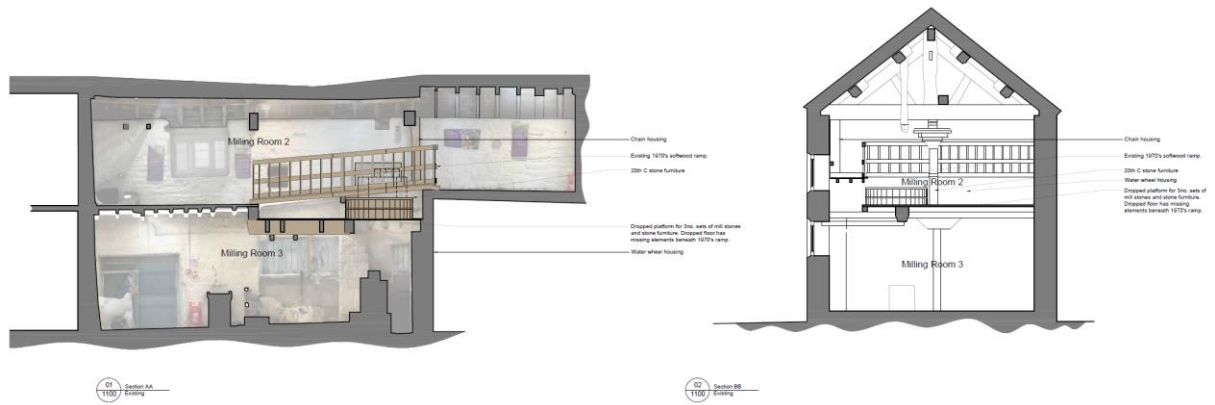 Milling Room 2
Milling Room 3
Chain housing
Existing 1970's softwood ramp.
20th C stone furniture
Dropped platform for 3no. sets of mill stones
and stone furniture. Dropped floor has
missing elements beneath 1970's ramp.
Water wheel housing
01
1100
Section AA
Existing
Milling Room 2
Milling Room 3
Chain housing
Existing 1970's softwood ramp.
20th C stone furniture
Water wheel housing
Dropped platform for 3no. sets of
mill stones and stone furniture.
Dropped floor has missing
elements beneath 1970's ramp.
02
1100
Section BB
Existing